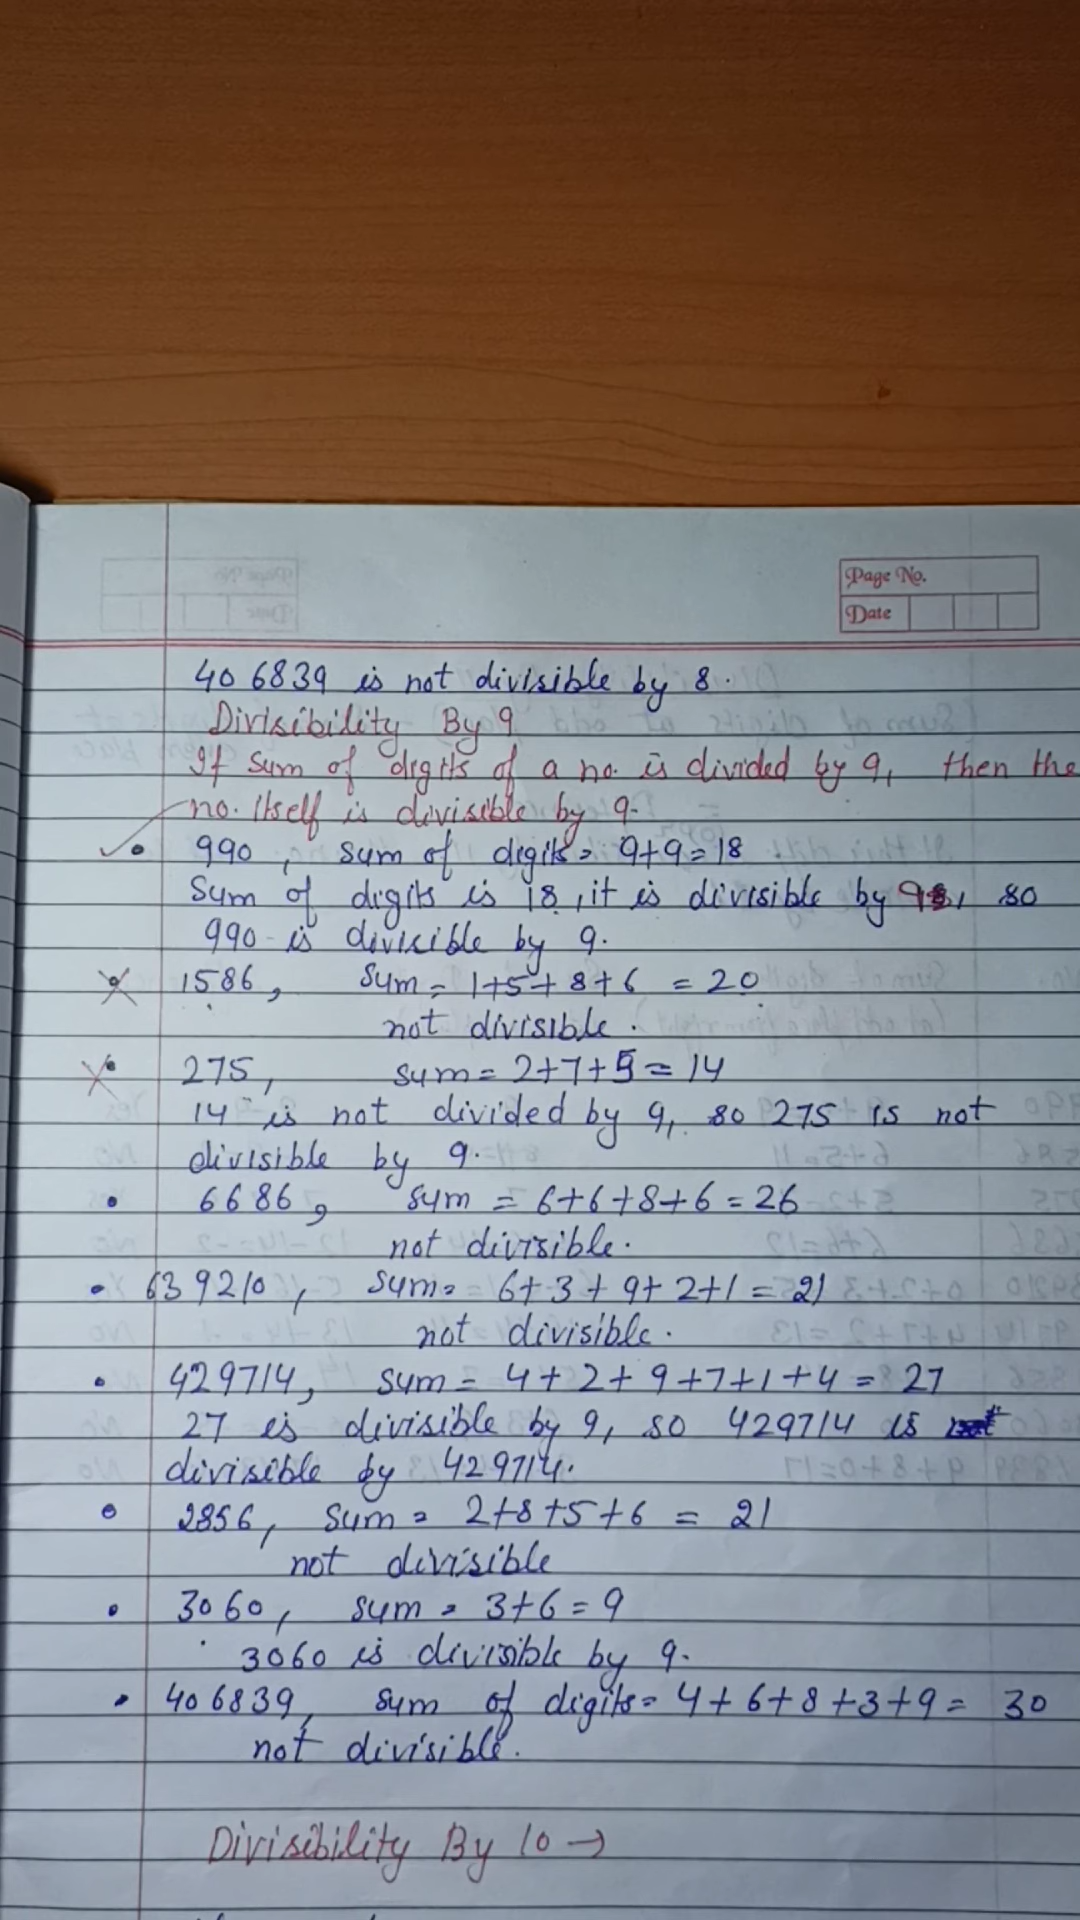 Page No.
Date
406839 is not divisible by 8.
Divisibility By 9
If Sum of digits of a no. is divided by 9, then the
no. itself is divisible by 9.
990, sum of digits = 9+9=18
Sum of digits is 18, it is divisible by 9, so
990 is divicible by 9.
1586, Sum = 1+5+8+6 = 20
not divisible.
275, sum = 2+7+5 = 14
14 is not divided by 9, so 275 is not
divisible by 9.
6686, sum = 6+6+8+6 = 26
not divisible.
639210, sum = 6+3+9+2+1 = 21
not divisible.
429714, sum = 4+2+9+7+1+4 = 27
27 is divisible by 9, so 429714 is
divisible by 429714.
2856, sum = 2+8+5+6 = 21
not divisible
3060, sum = 3+6=9
3060 is divisible by 9.
406839, sum of digits = 4+6+8+3+9 = 30
not divisible.
Divisibility By 10 →